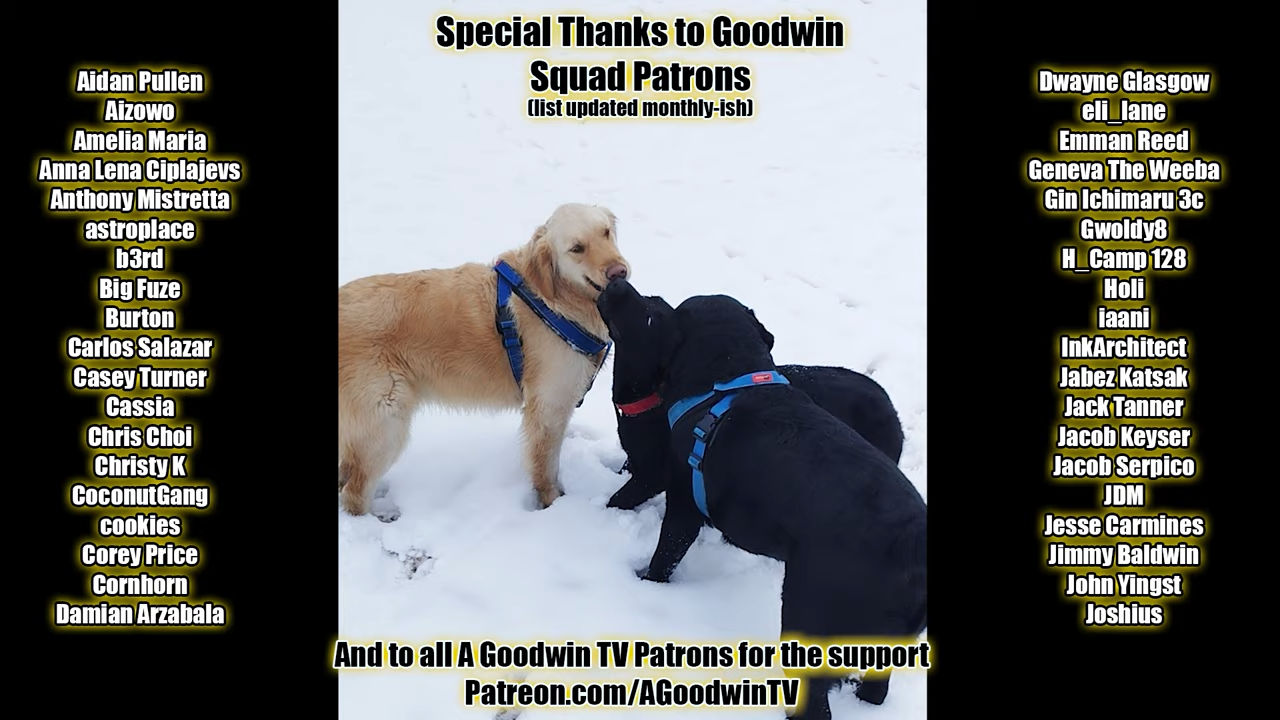 Special Thanks to Goodwin
Squad Patrons
(list updated monthly-ish)
Aidan Pullen
Aizowo
Amelia Maria
Anna Lena Ciplajevs
Anthony Mistretta
astroplace
b3rd
Big Fuze
Burton
Carlos Salazar
Casey Turner
Cassia
Chris Choi
Christy K
CoconutGang
cookies
Corey Price
Cornhorn
Damian Arzabala
Dwayne Glasgow
eli_lane
Emman Reed
Geneva The Weeba
Gin Ichimaru 3c
Gwoldy8
H_Camp 128
Holi
iaani
InkArchitect
Jabez Katsak
Jack Tanner
Jacob Keyser
Jacob Serpico
JDM
Jesse Carmines
Jimmy Baldwin
John Yingst
Joshius
And to all A Goodwin TV Patrons for the support
Patreon.com/AGoodwinTV